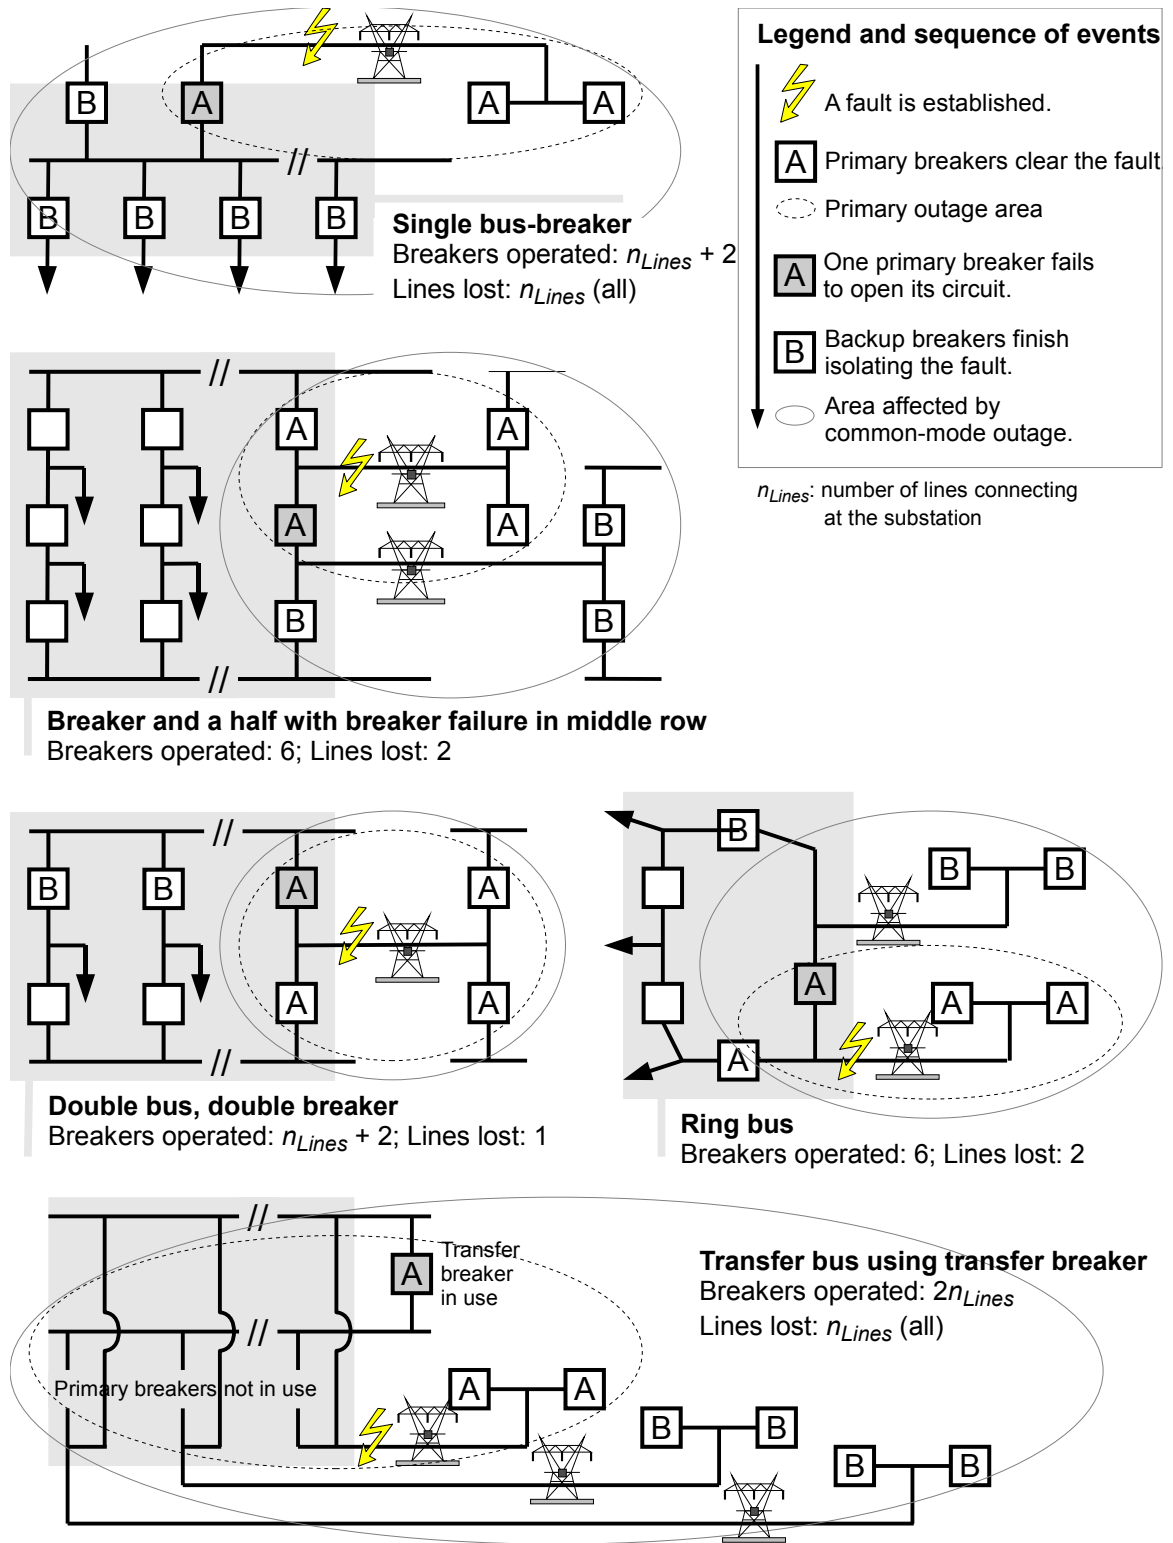 Legend and sequence of events
A fault is established.
A
Primary breakers clear the fault.
Primary outage area
A
One primary breaker fails
to open its circuit.
B
Backup breakers finish
isolating the fault.
Area affected by
common-mode outage.
nLines: number of lines connecting
at the substation
B A A A
//
B B B B
Single bus-breaker
Breakers operated: nLines + 2
Lines lost: nLines (all)
//
A A
A A B
B B
//
Breaker and a half with breaker failure in middle row
Breakers operated: 6; Lines lost: 2
//
B B A A
A A
//
Double bus, double breaker
Breakers operated: nLines + 2; Lines lost: 1
B
B B
A
A A
A
Ring bus
Breakers operated: 6; Lines lost: 2
//
A
Transfer
breaker
in use
//
Primary breakers not in use
A A
B B
B B
Transfer bus using transfer breaker
Breakers operated: 2nLines
Lines lost: nLines (all)